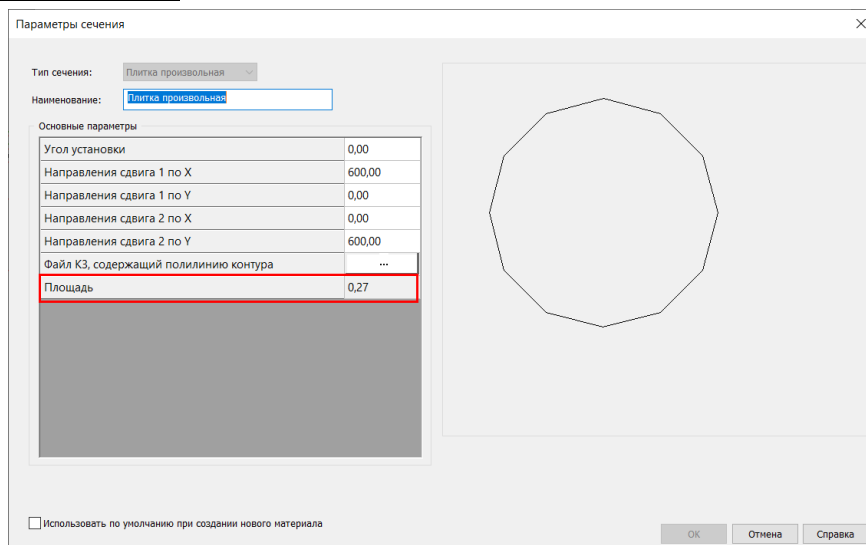 Параметры сечения
Тип сечения: Плитка произвольная
Наименование: Плитка произвольная
Основные параметры
Угол установки 0,00
Направления сдвига 1 по X 600,00
Направления сдвига 1 по Y 0,00
Направления сдвига 2 по X 0,00
Направления сдвига 2 по Y 600,00
Файл К3, содержащий полилинию контура ...
Площадь 0,27
Использовать по умолчанию при создании нового материала
ОК Отмена Справка